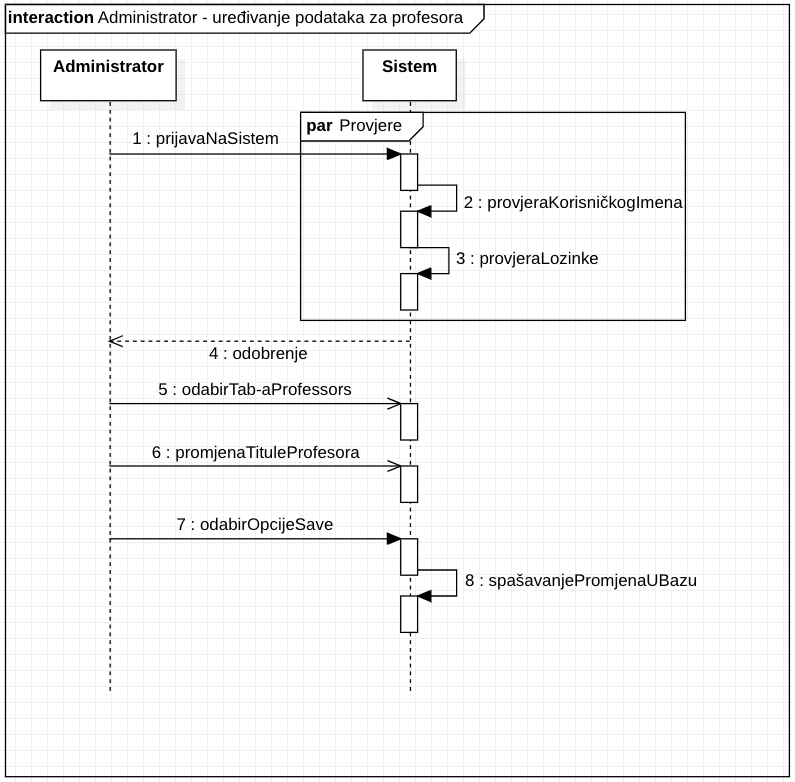 interaction Administrator - uređivanje podataka za profesora
Administrator
Sistem
par Provjere
1 : prijavaNaSistem
2 : provjeraKorisničkogImena
3 : provjeraLozinke
4 : odobrenje
5 : odabirTab-aProfessors
6 : promjenaTituleProfesora
7 : odabirOpcijeSave
8 : spašavanjePromjenaUBazu